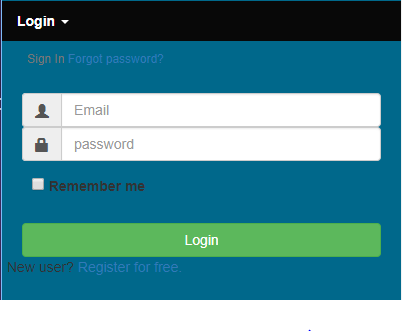 Login
Sign In Forgot password?
Email
password
Remember me
Login
New user? Register for free.